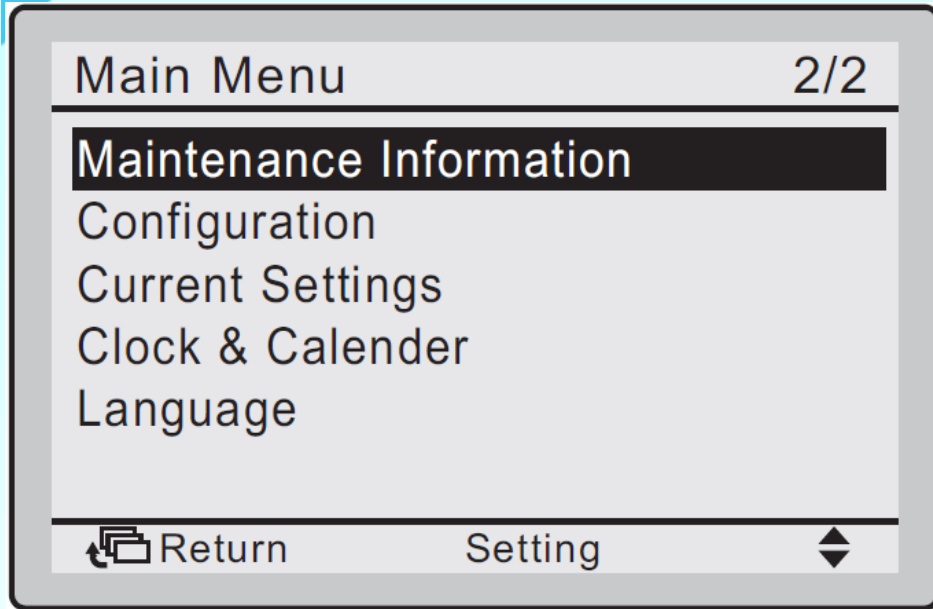 Main Menu 2/2
Maintenance Information
Configuration
Current Settings
Clock & Calender
Language
Return Setting